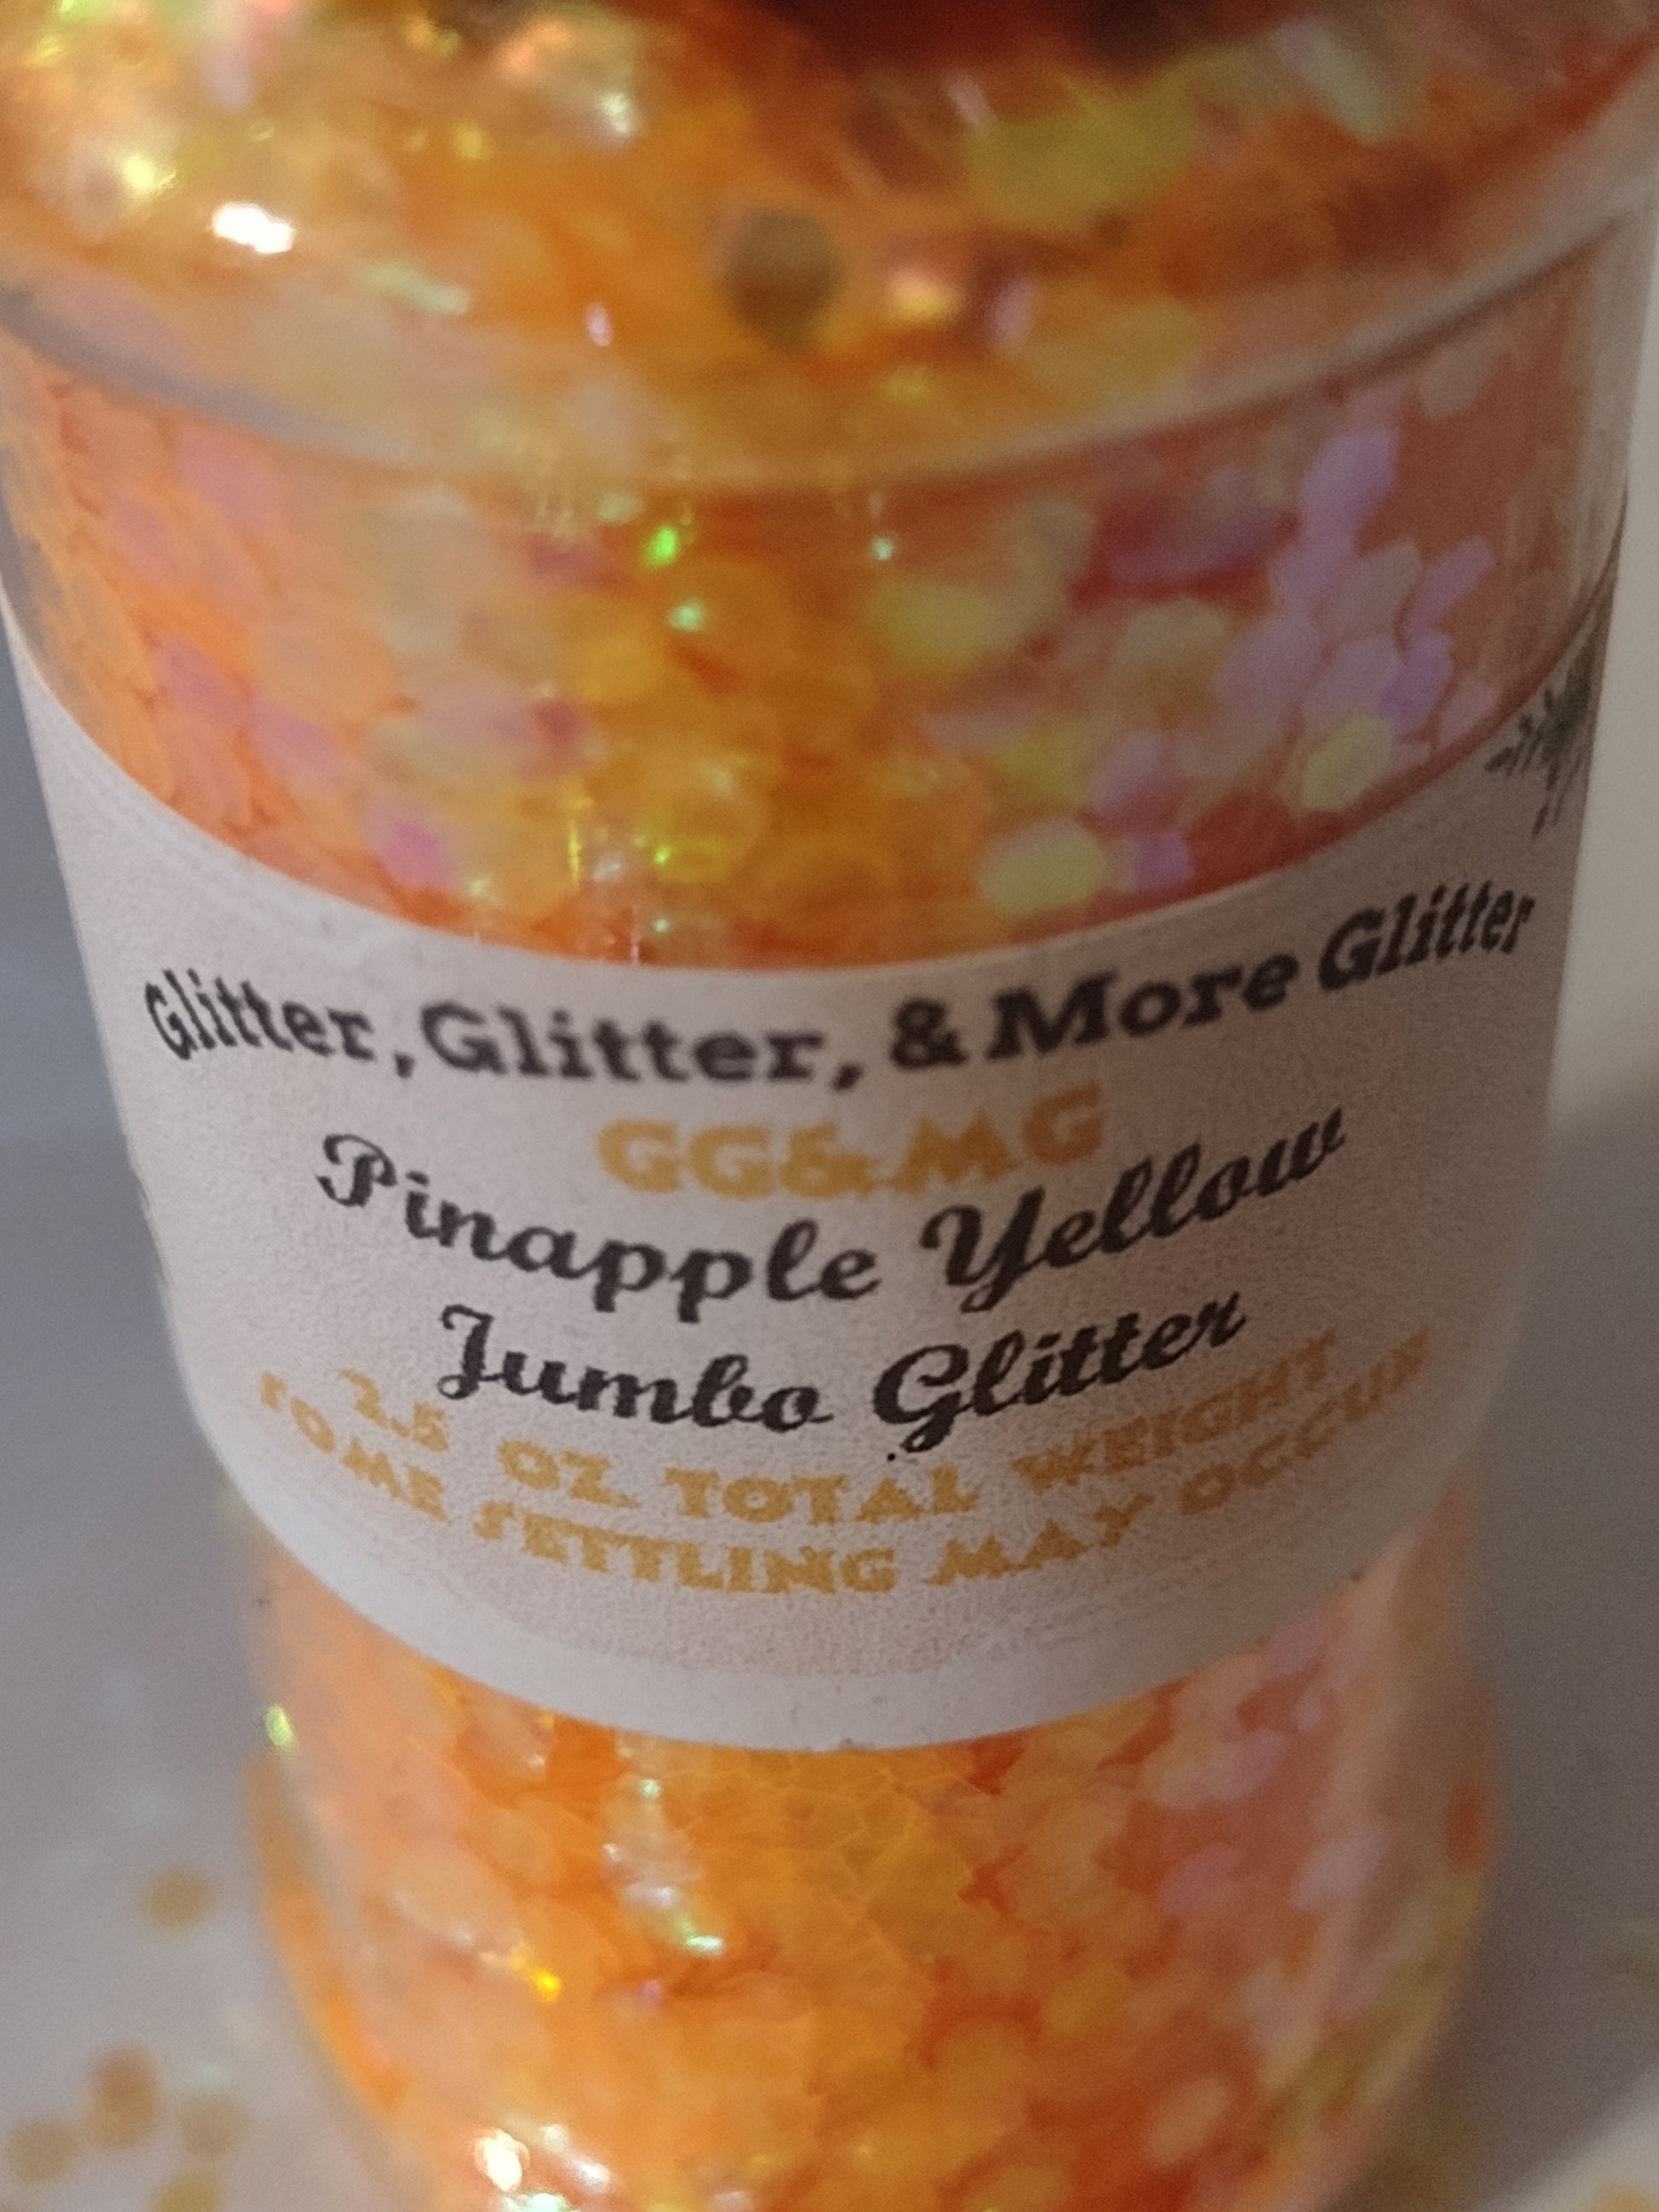 Glitter, Glitter, & More Glitter
GG&MG
Pinapple Yellow
Jumbo Glitter
2.5 OZ. TOTAL WEIGHT
SOME SETTLING MAY OCCUR